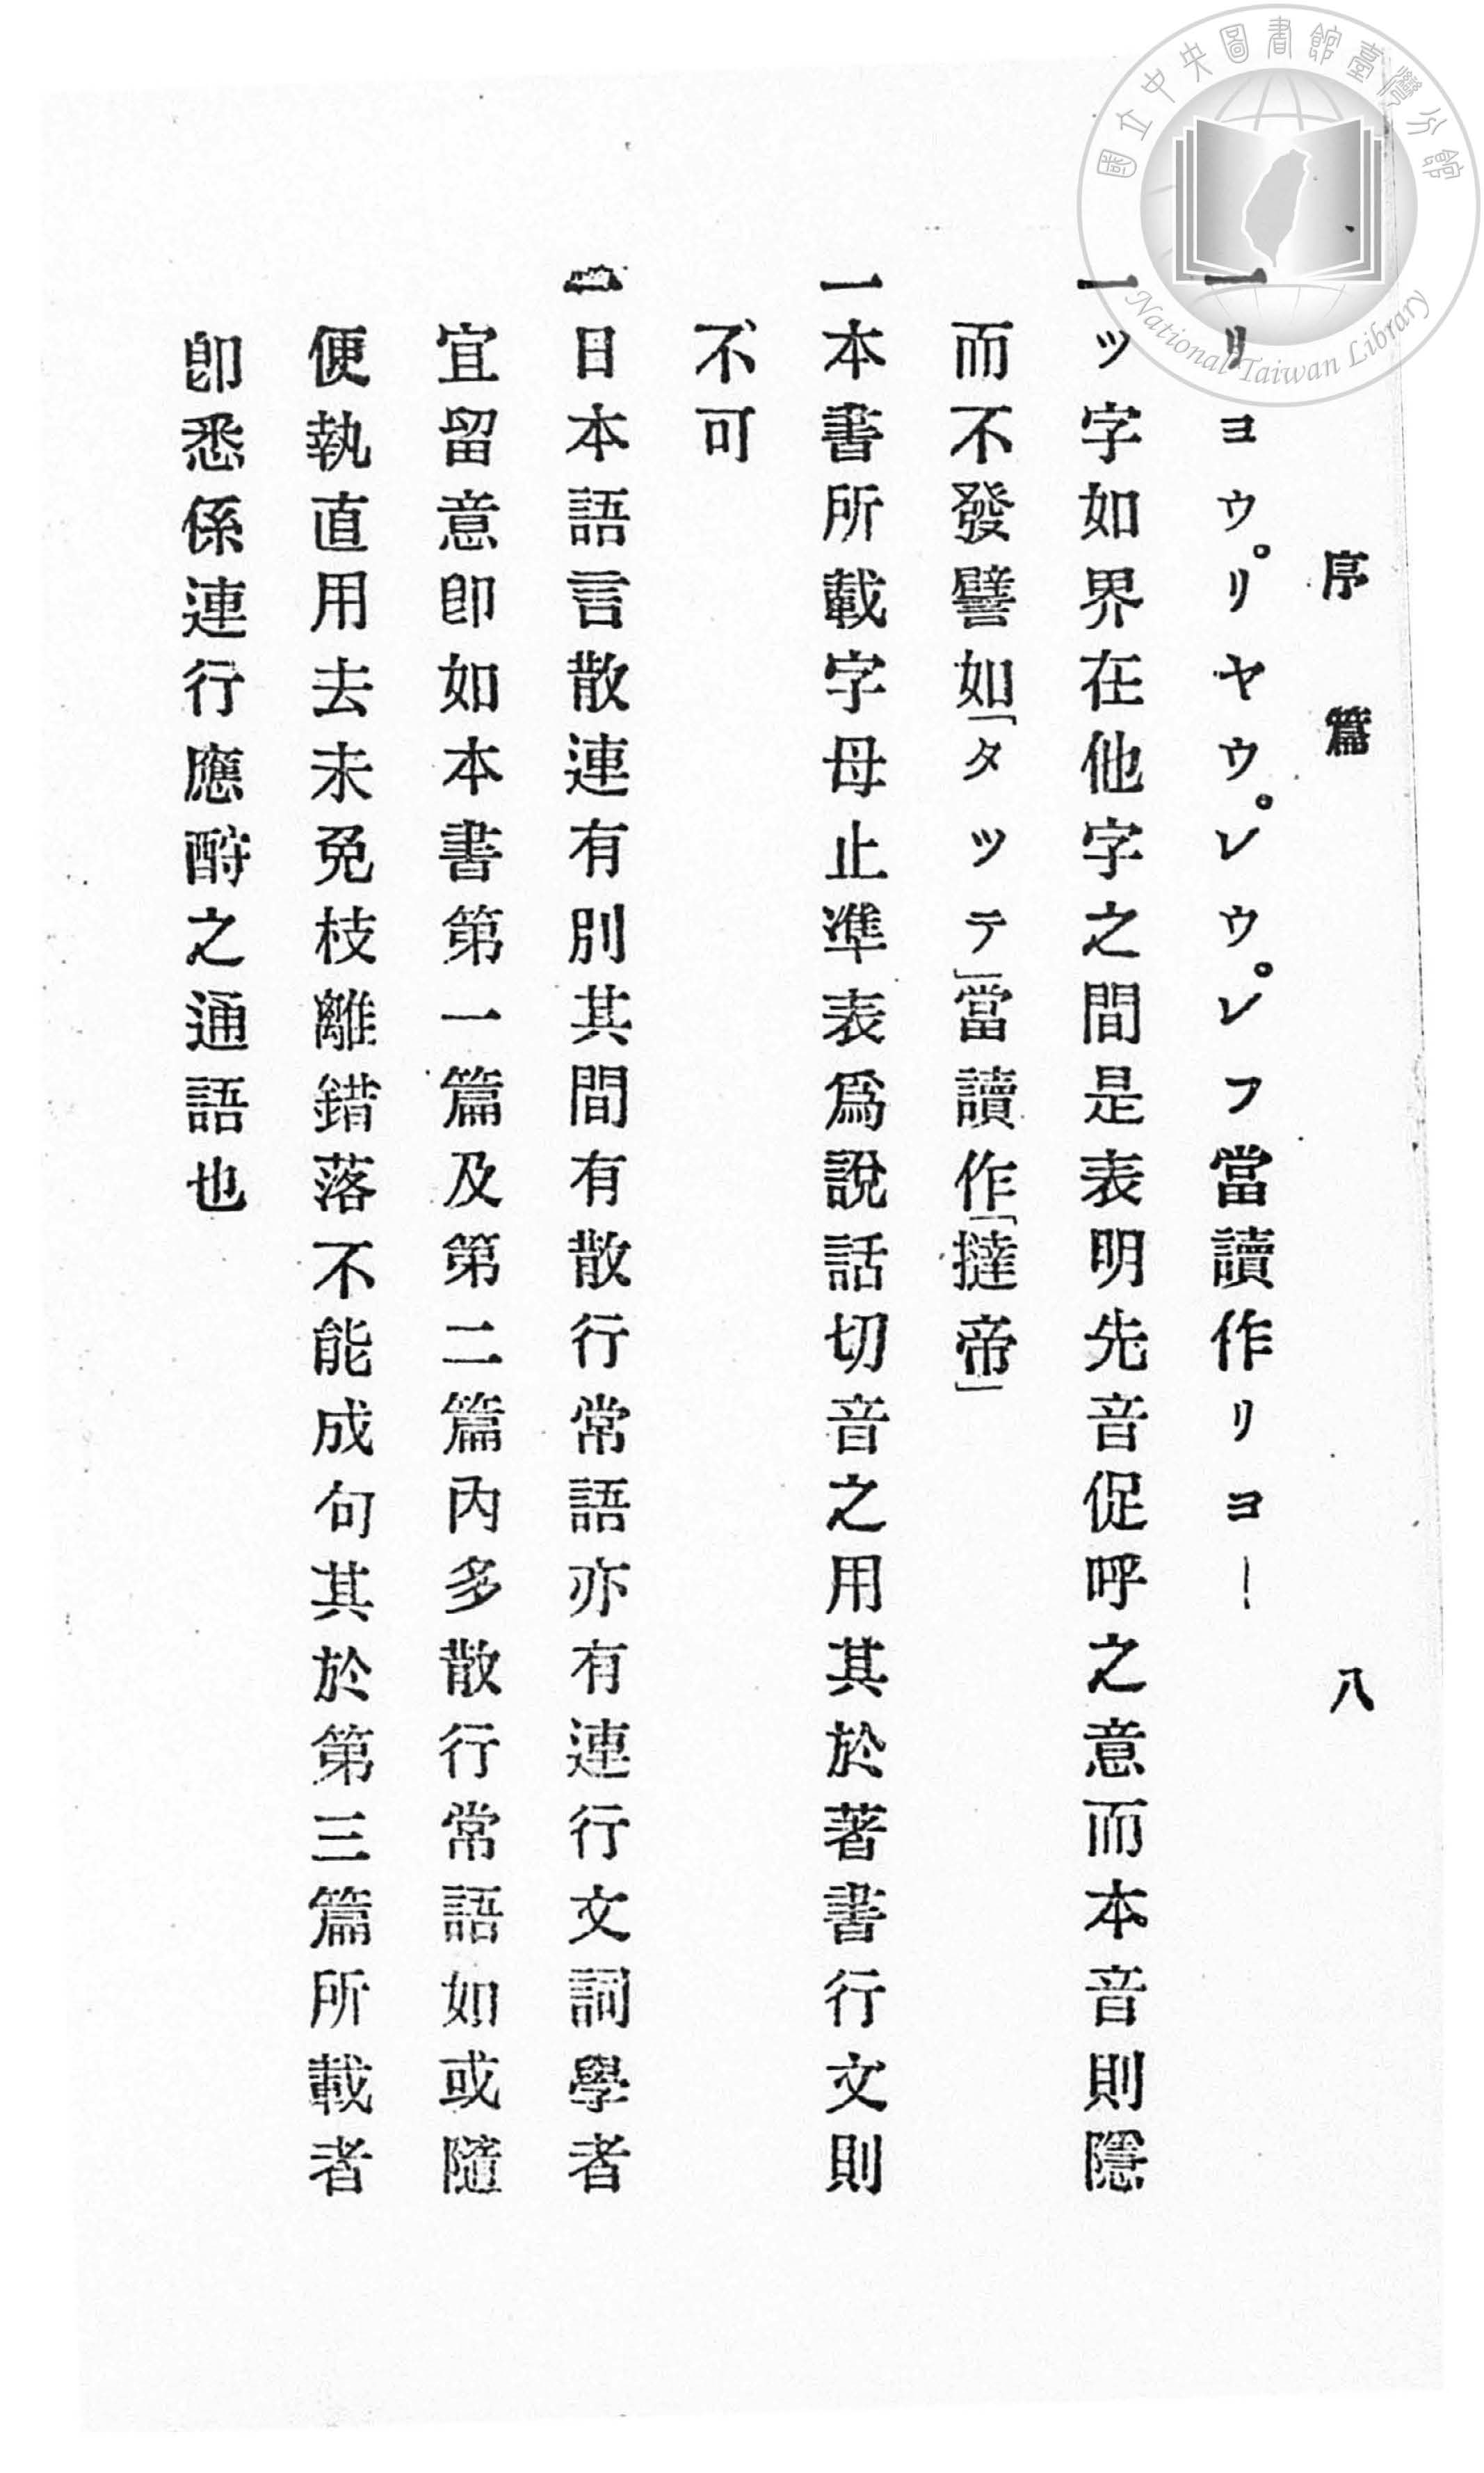 國立中央圖書館臺灣分館
National Taiwan Library
序篇 八
一リヨウ。リヤウ。レウ。レフ當讀作リヨー
一ツ字如界在他字之間是表明先音促呼之意而本音則隱
而不發譬如「タツテ」當讀作「撻帝」
一本書所載字母止準表爲說話切音之用其於著書行文則
不可
一日本語言散連有別其間有散行常語亦有連行文詞學者
宜留意卽如本書第一篇及第二篇內多散行常語如或隨
便執直用去未免枝離錯落不能成句其於第三篇所載者
卽悉係連行應酧之通語也